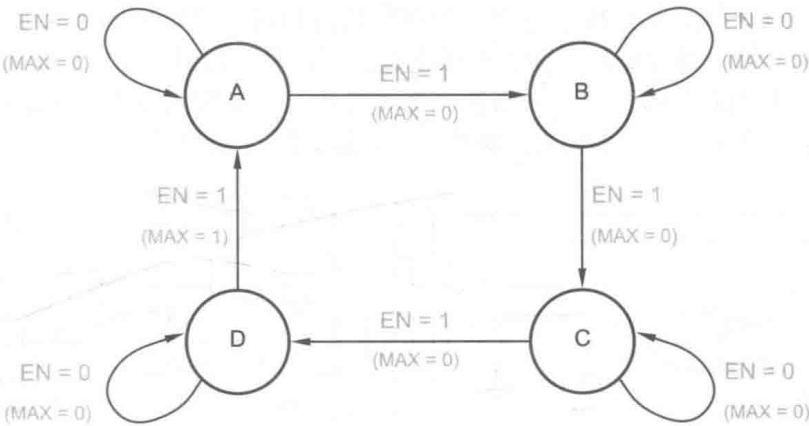 EN = 0
(MAX = 0)
A
EN = 1
(MAX = 0)
B
EN = 0
(MAX = 0)
EN = 1
(MAX = 1)
EN = 1
(MAX = 0)
D
EN = 1
(MAX = 0)
C
EN = 0
(MAX = 0)
EN = 0
(MAX = 0)